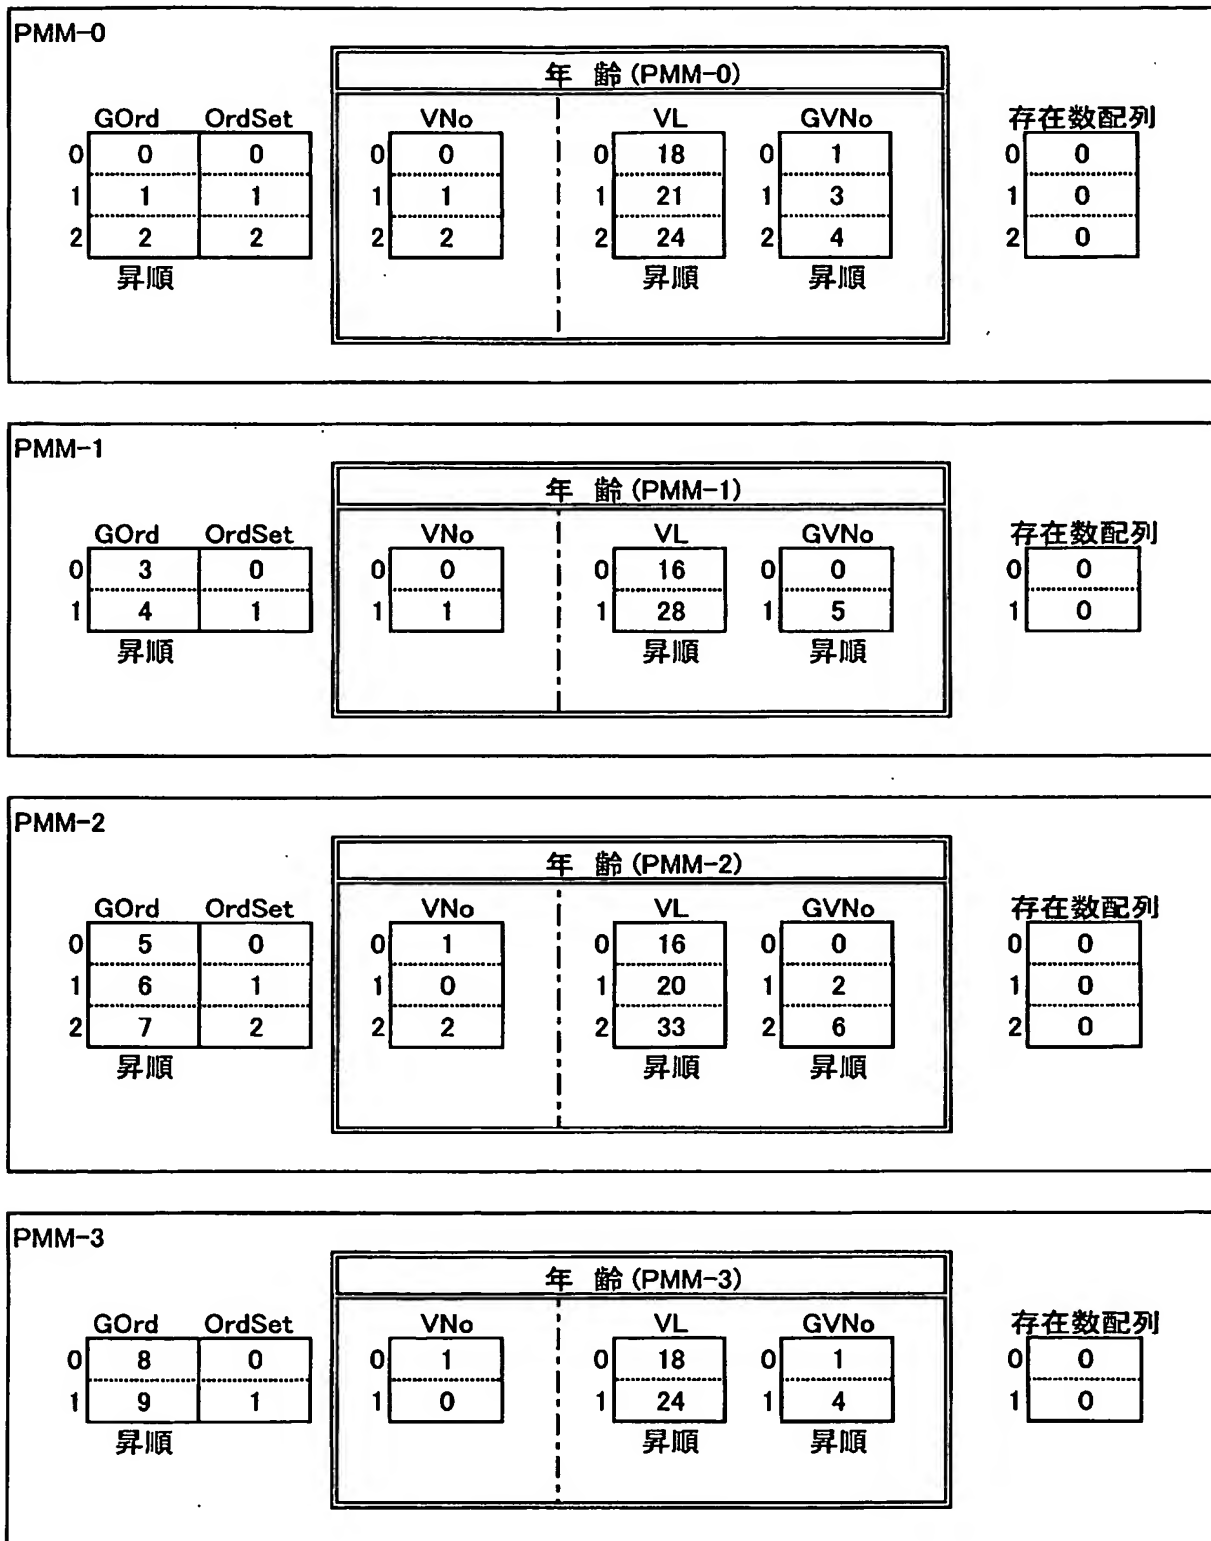 PMM-0
年 齢 (PMM-0)
GOrd OrdSet VNo VL GVNo 存在数配列
0 0 0 0 0 0 18 0 1 0 0
1 1 1 1 1 1 21 1 3 1 0
2 2 2 2 2 2 24 2 4 2 0
昇順 昇順 昇順
PMM-1
年 齢 (PMM-1)
GOrd OrdSet VNo VL GVNo 存在数配列
0 3 0 0 0 0 16 0 0 0 0
1 4 1 1 1 1 28 1 5 1 0
昇順 昇順 昇順
PMM-2
年 齢 (PMM-2)
GOrd OrdSet VNo VL GVNo 存在数配列
0 5 0 0 1 0 16 0 0 0 0
1 6 1 1 0 1 20 1 2 1 0
2 7 2 2 2 2 33 2 6 2 0
昇順 昇順 昇順
PMM-3
年 齢 (PMM-3)
GOrd OrdSet VNo VL GVNo 存在数配列
0 8 0 0 1 0 18 0 1 0 0
1 9 1 1 0 1 24 1 4 1 0
昇順 昇順 昇順